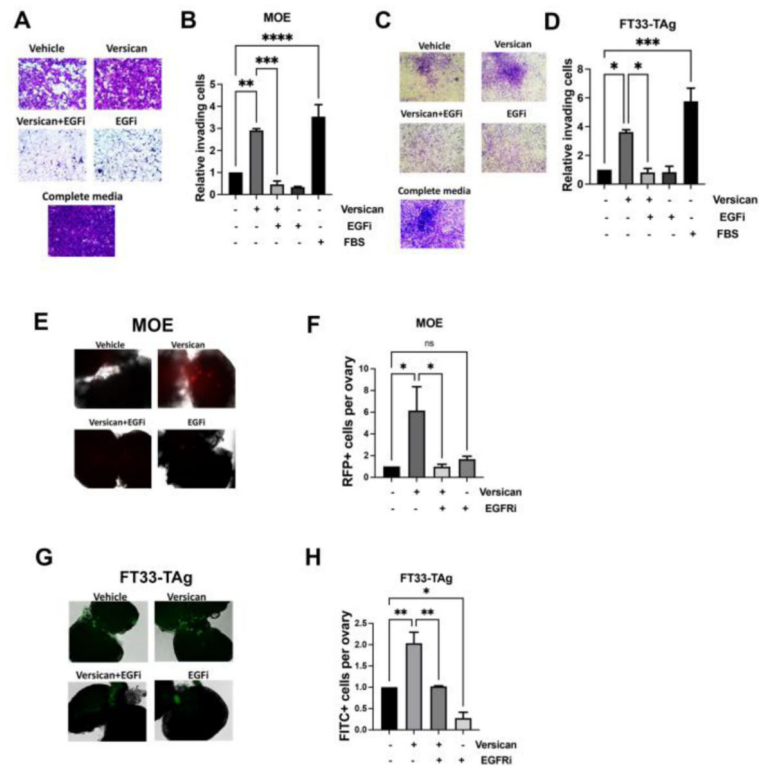 A
Vehicle Versican
Versican+EGFi EGFi
Complete media
B
MOE
****
***
**
Relative invading cells
5
4
3
2
1
0
- + + - - Versican
- - + + - EGFi
- - - - + FBS
C
Vehicle Versican
Versican+EGFi EGFi
Complete media
D
FT33-TAg
***
* *
Relative invading cells
8
6
4
2
0
- + + - - Versican
- - + + - EGFi
- - - - + FBS
E
MOE
Vehicle Versican
Versican+EGFi EGFi
F
MOE
ns
* *
RFP+ cells per ovary
10
8
6
4
2
0
- + + - Versican
- - + + EGFRi
G
FT33-TAg
Vehicle Versican
Versican+EGFi EGFi
H
FT33-TAg
*
** **
FITC+ cells per ovary
2.5
2.0
1.5
1.0
0.5
0.0
- + + - Versican
- - + + EGFRi